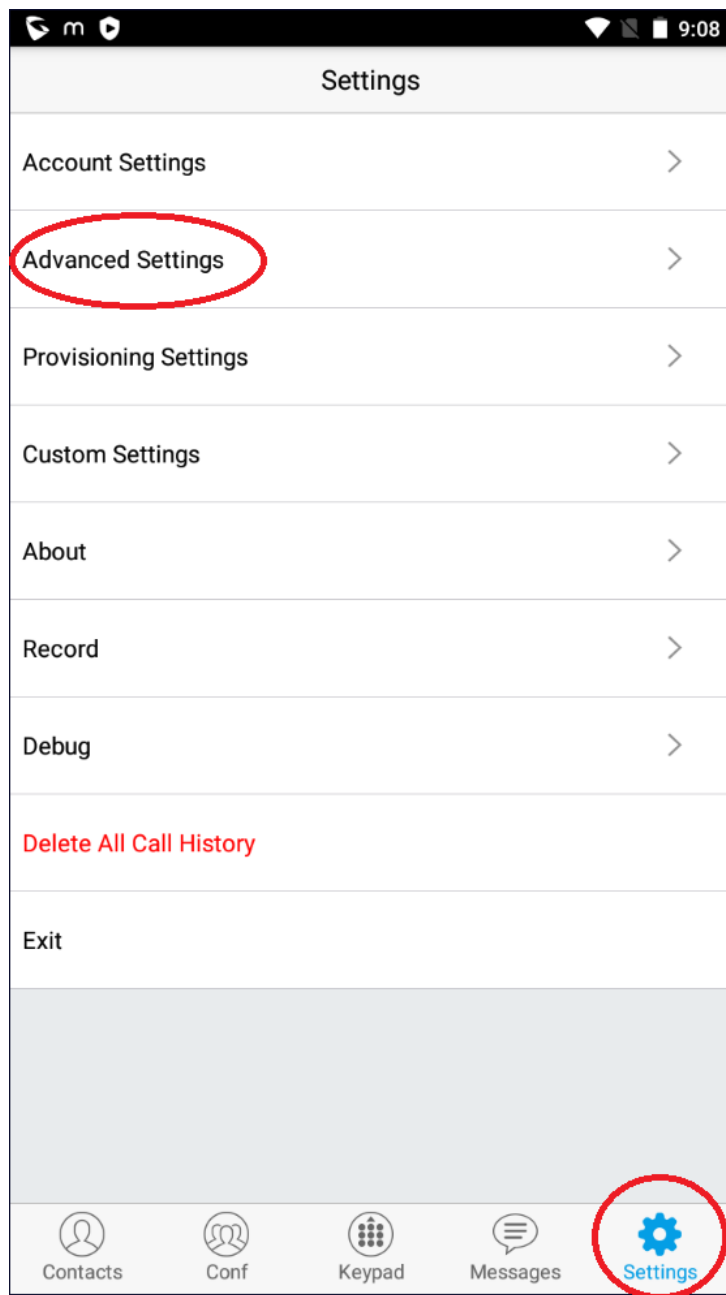 m 9:08
Settings
Account Settings
Advanced Settings
Provisioning Settings
Custom Settings
About
Record
Debug
Delete All Call History
Exit
Contacts Conf Keypad Messages Settings